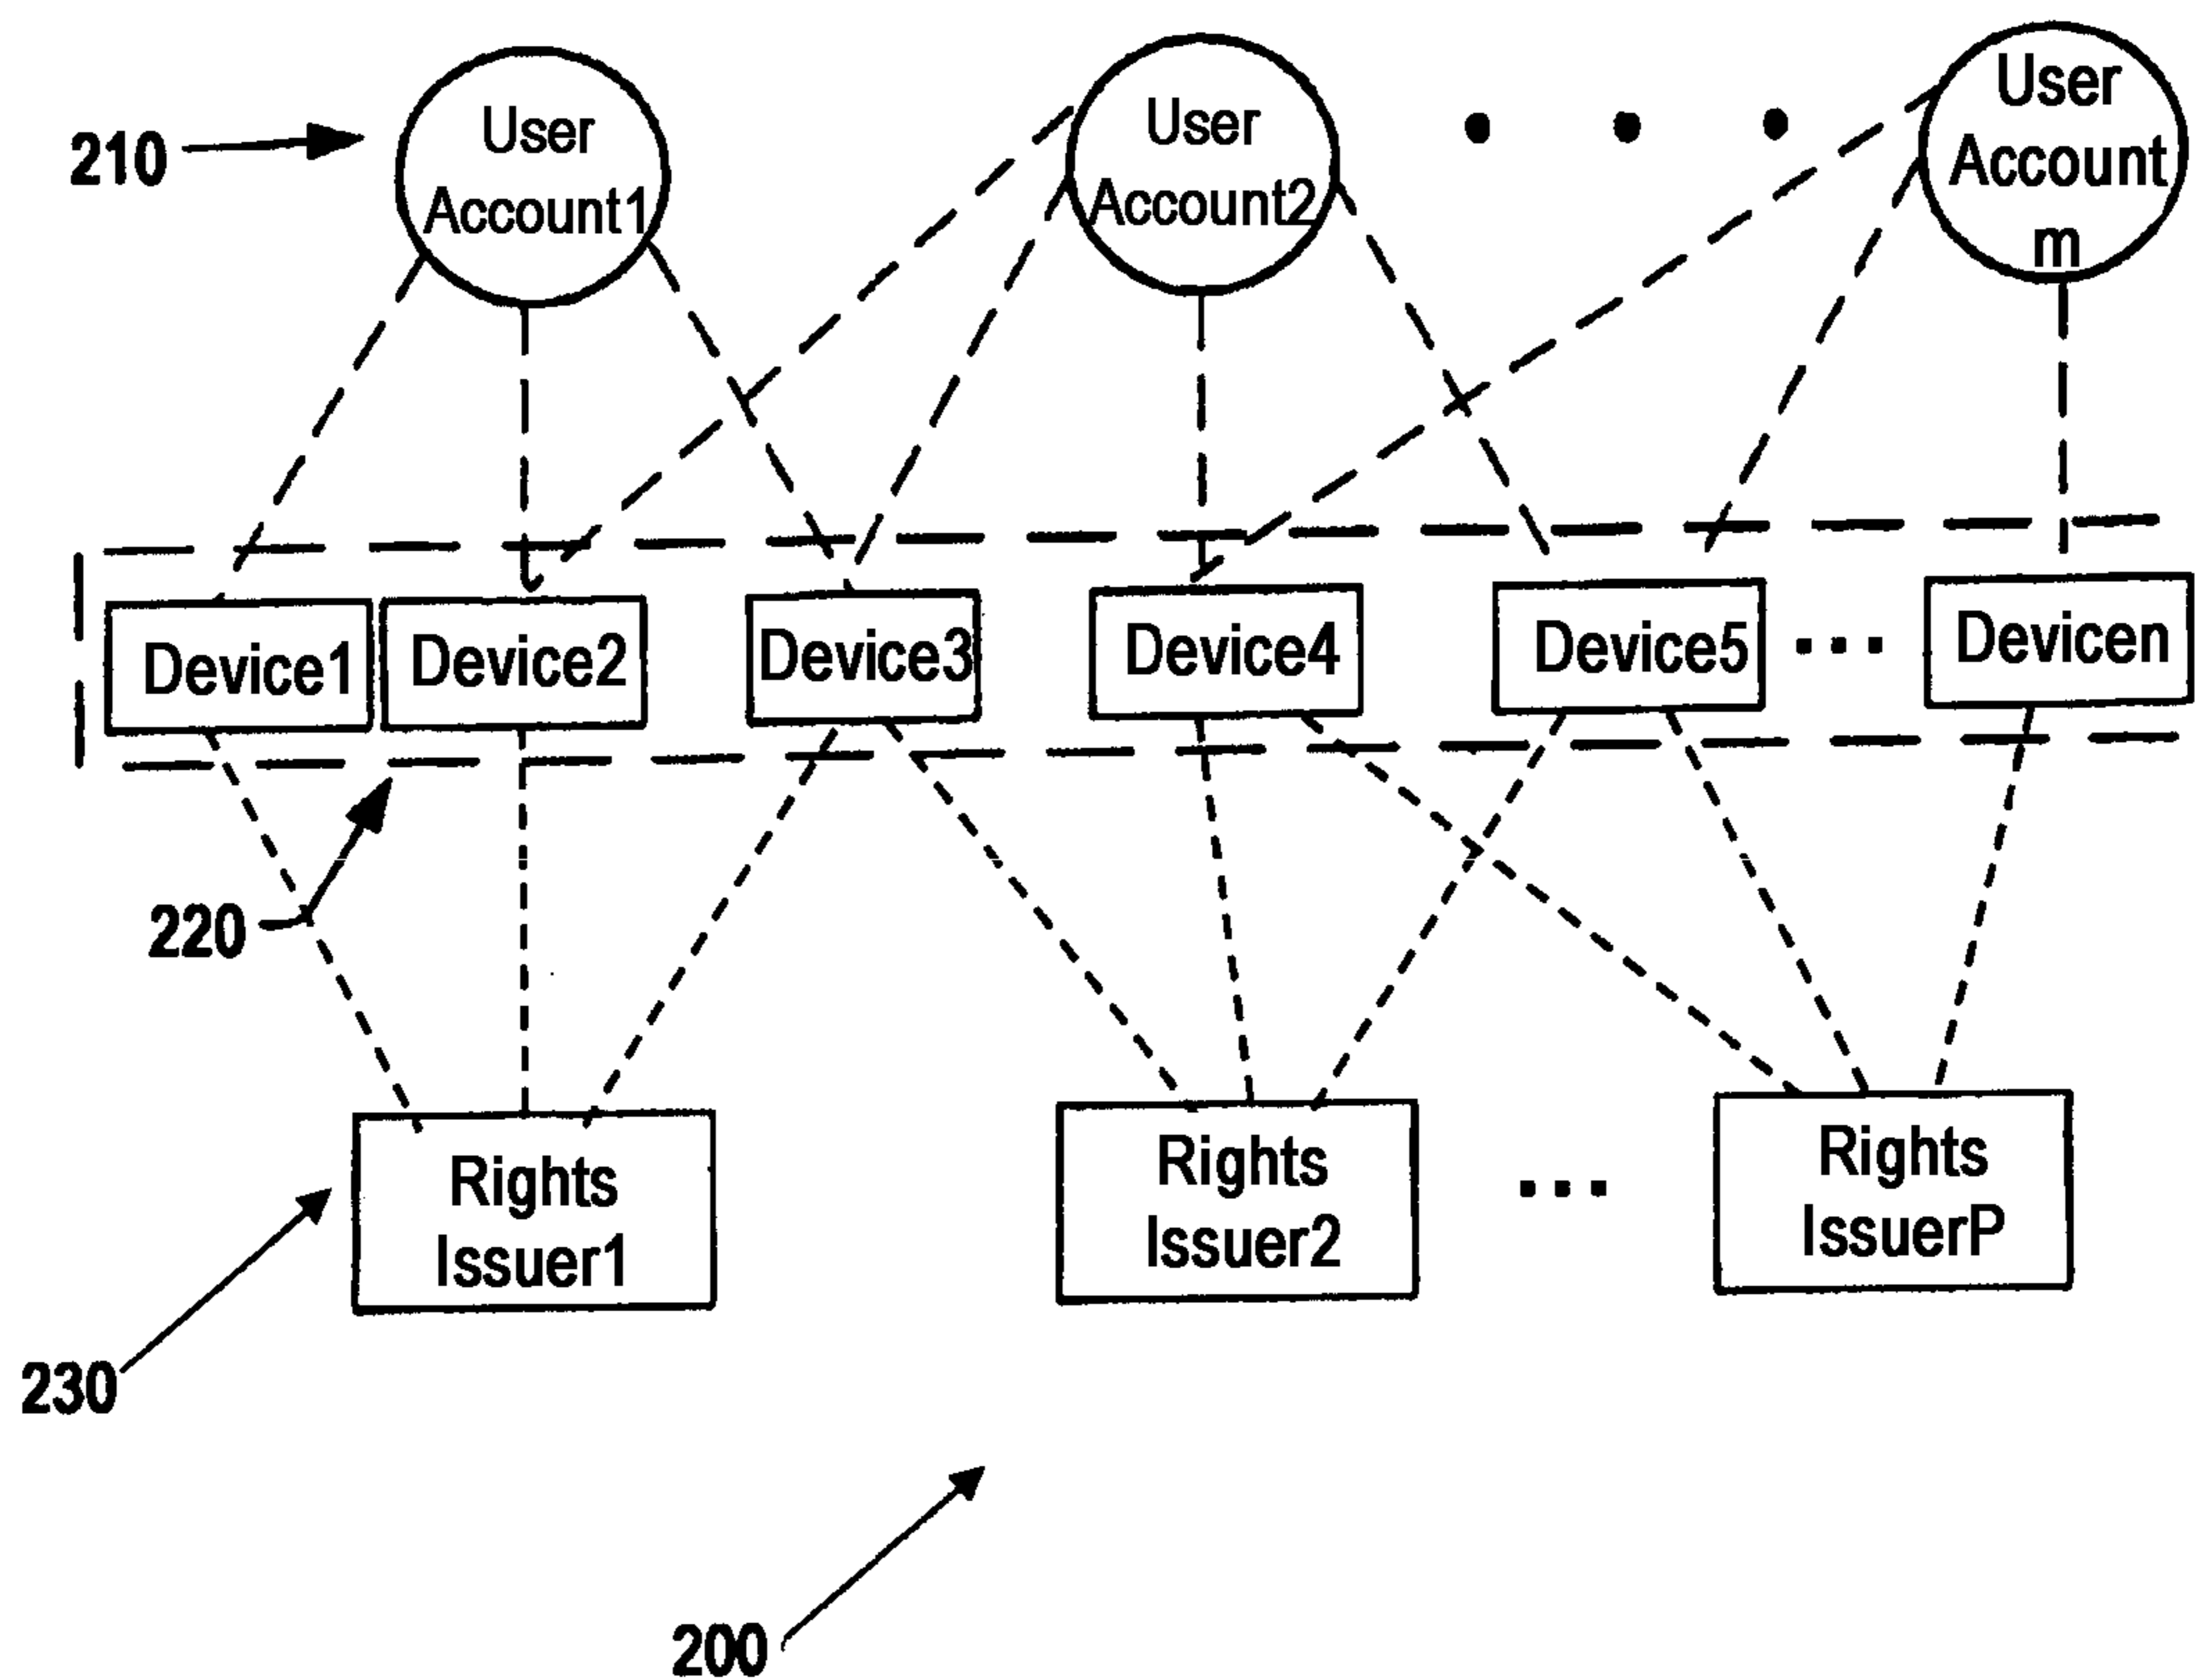 210
User
Account1
User
Account2
User
Account
m
Device1
Device2
Device3
Device4
Device5
Devicen
220
Rights
Issuer1
Rights
Issuer2
Rights
IssuerP
230
200